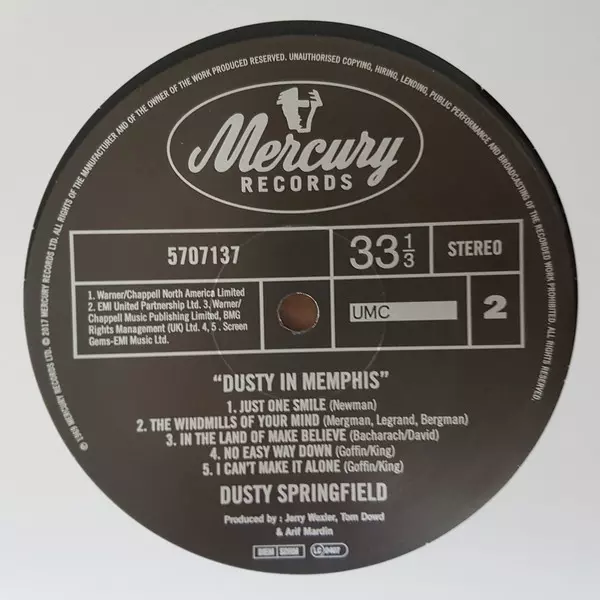 ℗ 1969 MERCURY RECORDS LTD. © 2017 MERCURY RECORDS LTD. ALL RIGHTS OF THE MANUFACTURER AND OF THE OWNER OF THE WORK PRODUCED RESERVED. UNAUTHORISED COPYING, HIRING, LENDING, PUBLIC PERFORMANCE AND BROADCASTING OF THE RECORDED WORK PROHIBITED. ALL RIGHTS RESERVED.
Mercury
RECORDS
5707137
33 1/3
STEREO
1. Warner/Chappell North America Limited
2. EMI United Partnership Ltd. 3. Warner/
Chappell Music Publishing Limited, BMG
Rights Management (UK) Ltd. 4, 5 . Screen
Gems-EMI Music Ltd.
UMC
2
"DUSTY IN MEMPHIS"
1. JUST ONE SMILE (Newman)
2. THE WINDMILLS OF YOUR MIND (Mergman, Legrand, Bergman)
3. IN THE LAND OF MAKE BELIEVE (Bacharach/David)
4. NO EASY WAY DOWN (Goffin/King)
5. I CAN'T MAKE IT ALONE (Goffin/King)
DUSTY SPRINGFIELD
Produced by : Jerry Wexler, Tom Dowd
& Arif Mardin
BIEM SDRM LC 0407